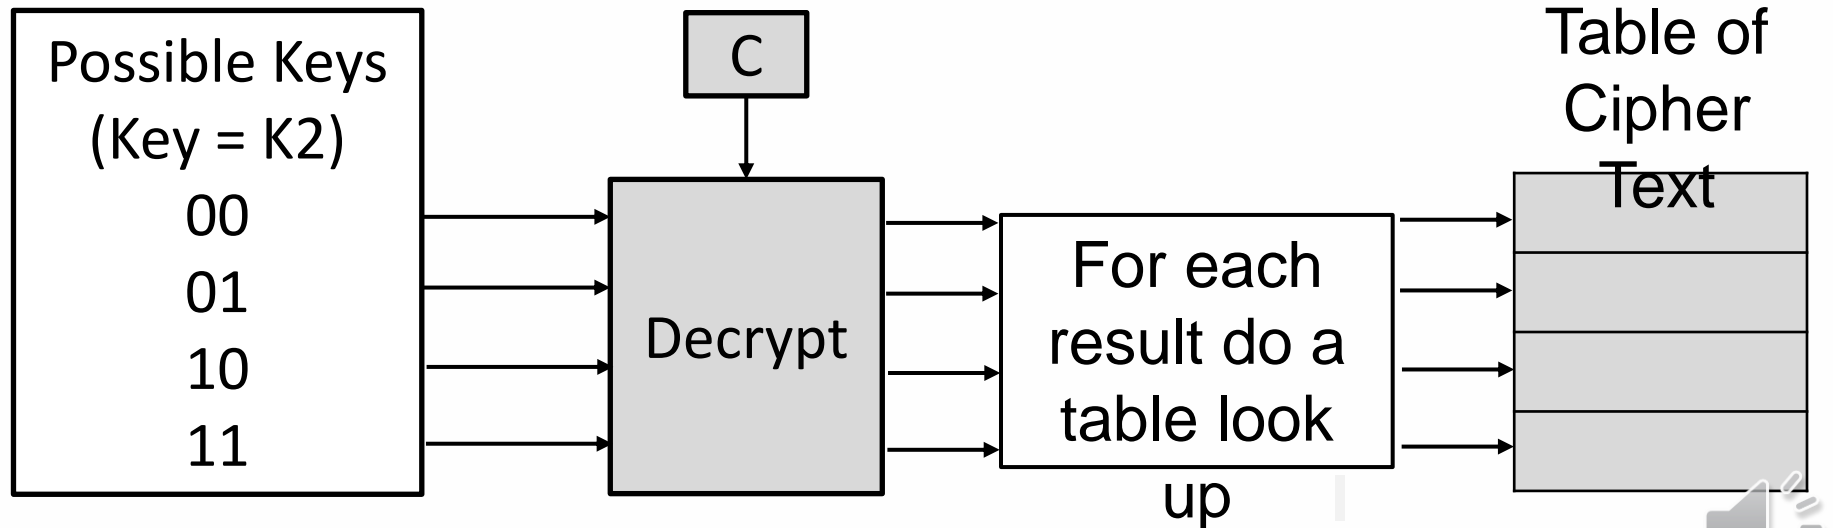 Possible Keys
(Key = K2)
00
01
10
11
C
Decrypt
For each
result do a
table look
up
Table of
Cipher
Text